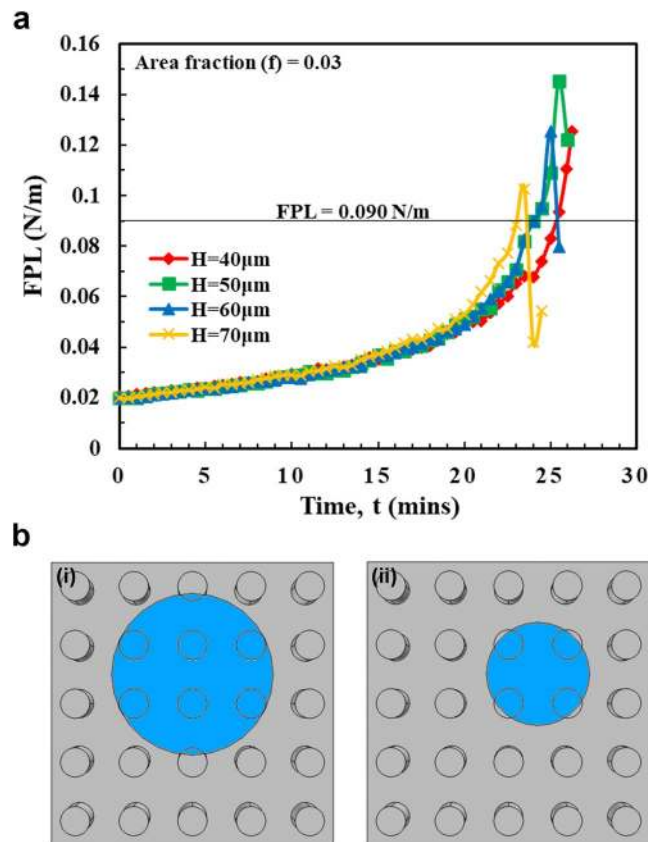 a
0.16
Area fraction (f) = 0.03
0.14
0.12
0.1
FPL = 0.090 N/m
0.08
0.06
0.04
0.02
0
FPL (N/m)
H=40μm
H=50μm
H=60μm
H=70μm
0 5 10 15 20 25 30
Time, t (mins)
b
(i) (ii)